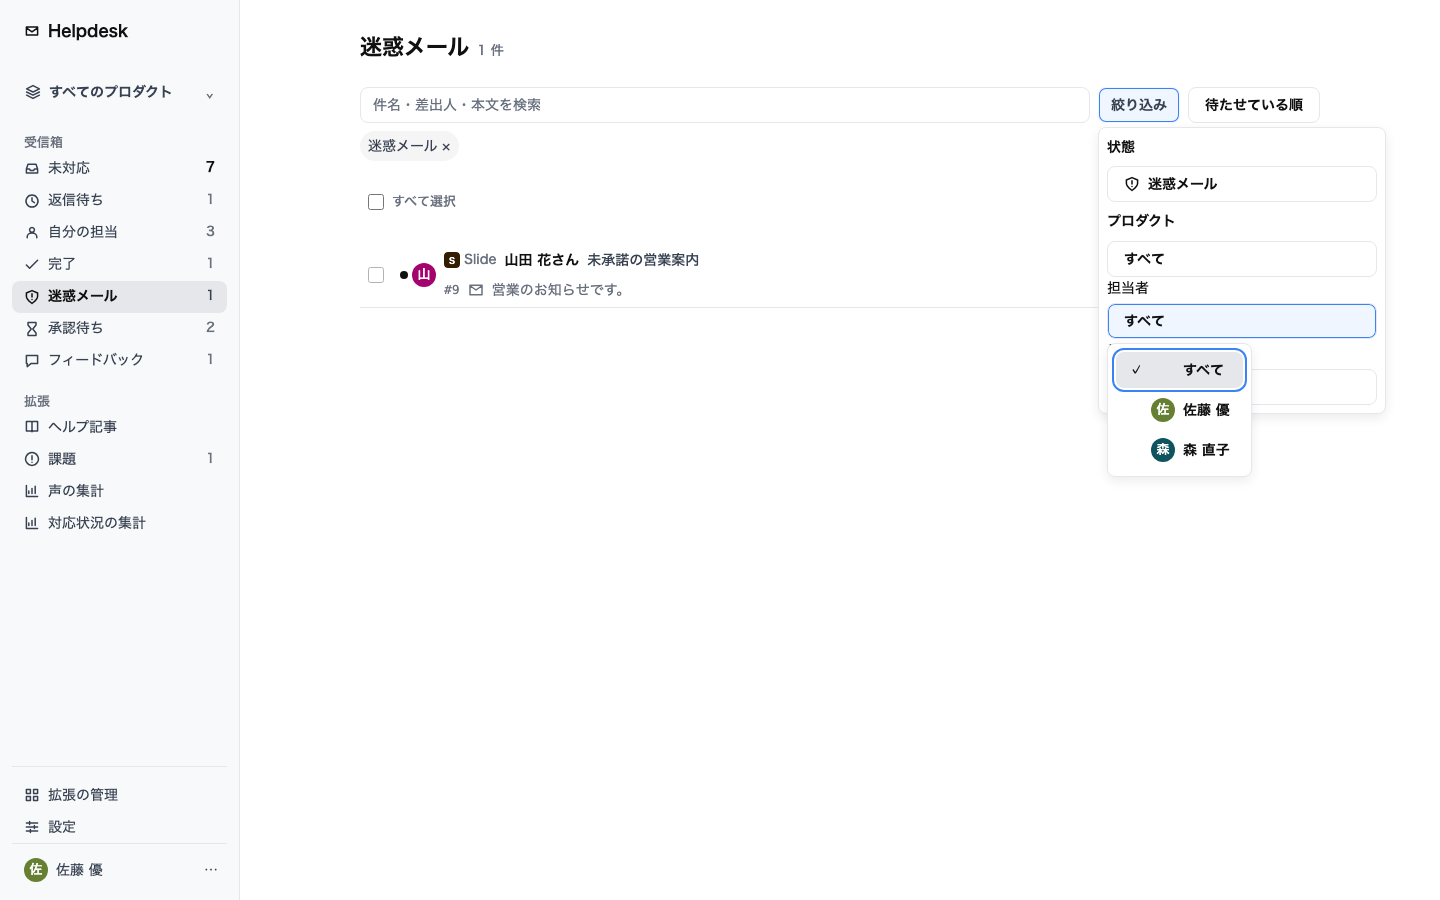 Helpdesk
すべてのプロダクト
受信箱
未対応 7
返信待ち 1
自分の担当 3
完了 1
迷惑メール 1
承認待ち 2
フィードバック 1
拡張
ヘルプ記事
課題 1
声の集計
対応状況の集計
拡張の管理
設定
佐 佐藤 優 …
迷惑メール 1 件
件名・差出人・本文を検索
絞り込み
待たせている順
迷惑メール ×
すべて選択
山 s Slide 山田 花さん 未承諾の営業案内
#9 営業のお知らせです。
状態
迷惑メール
プロダクト
すべて
担当者
すべて
✓ すべて
佐 佐藤 優
森 森 直子